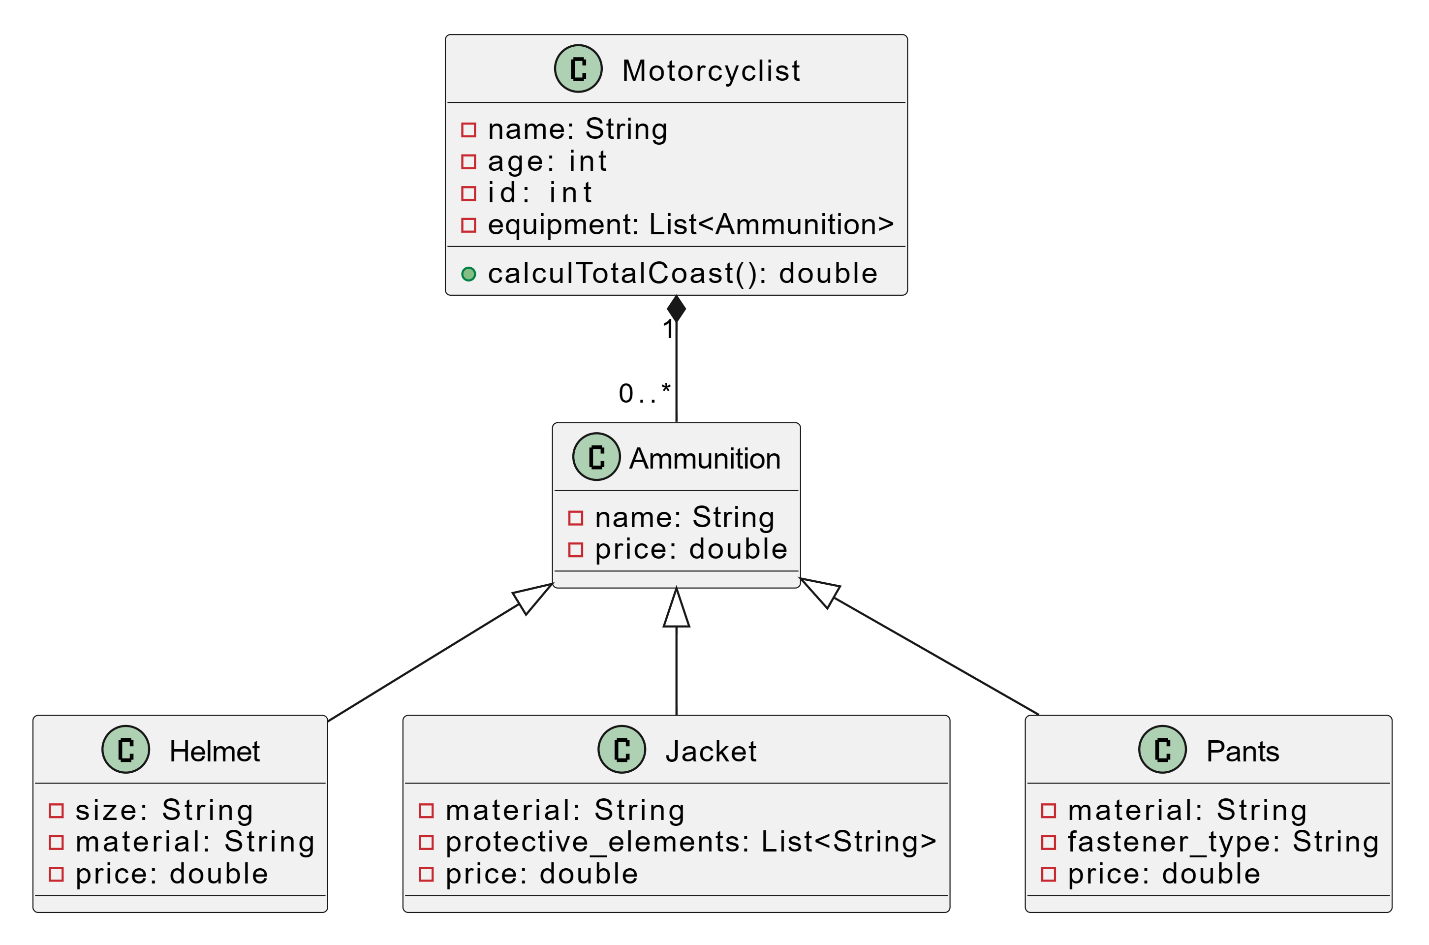 C Motorcyclist
name: String
age: int
id: int
equipment: List<Ammunition>
calculTotalCoast(): double
1
0..*
C Ammunition
name: String
price: double
C Helmet
size: String
material: String
price: double
C Jacket
material: String
protective_elements: List<String>
price: double
C Pants
material: String
fastener_type: String
price: double